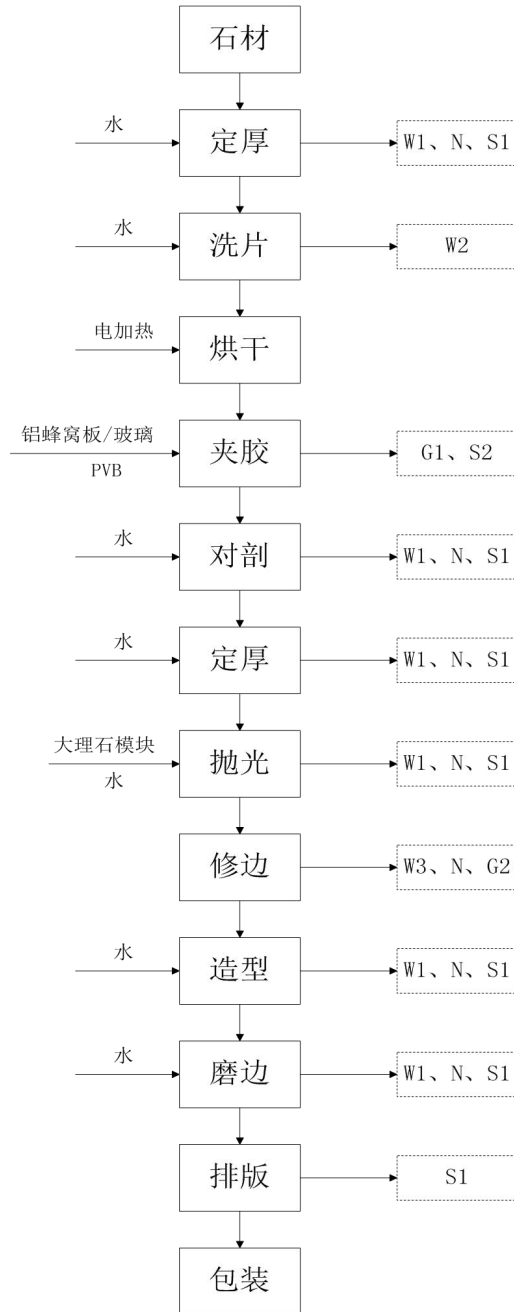 石材
水
定厚
W1、N、S1
水
洗片
W2
电加热
烘干
铝蜂窝板/玻璃
PVB
夹胶
G1、S2
水
对剖
W1、N、S1
水
定厚
W1、N、S1
大理石模块
水
抛光
W1、N、S1
修边
W3、N、G2
水
造型
W1、N、S1
水
磨边
W1、N、S1
排版
S1
包装